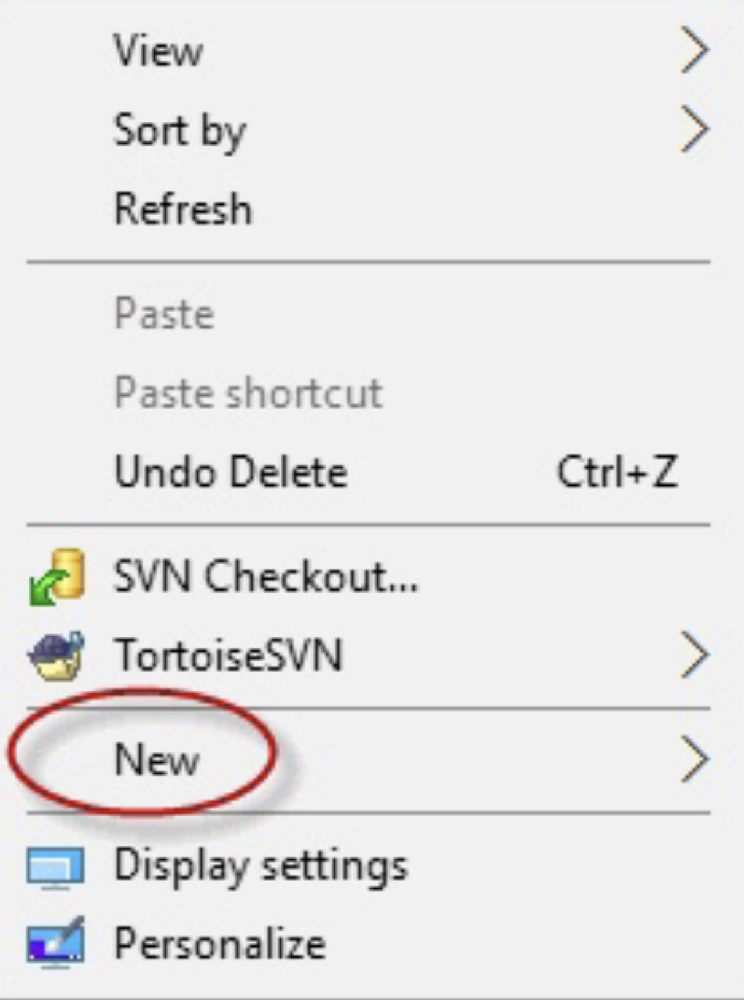 View
Sort by
Refresh
Paste
Paste shortcut
Undo Delete Ctrl+Z
SVN Checkout...
TortoiseSVN
New
Display settings
Personalize